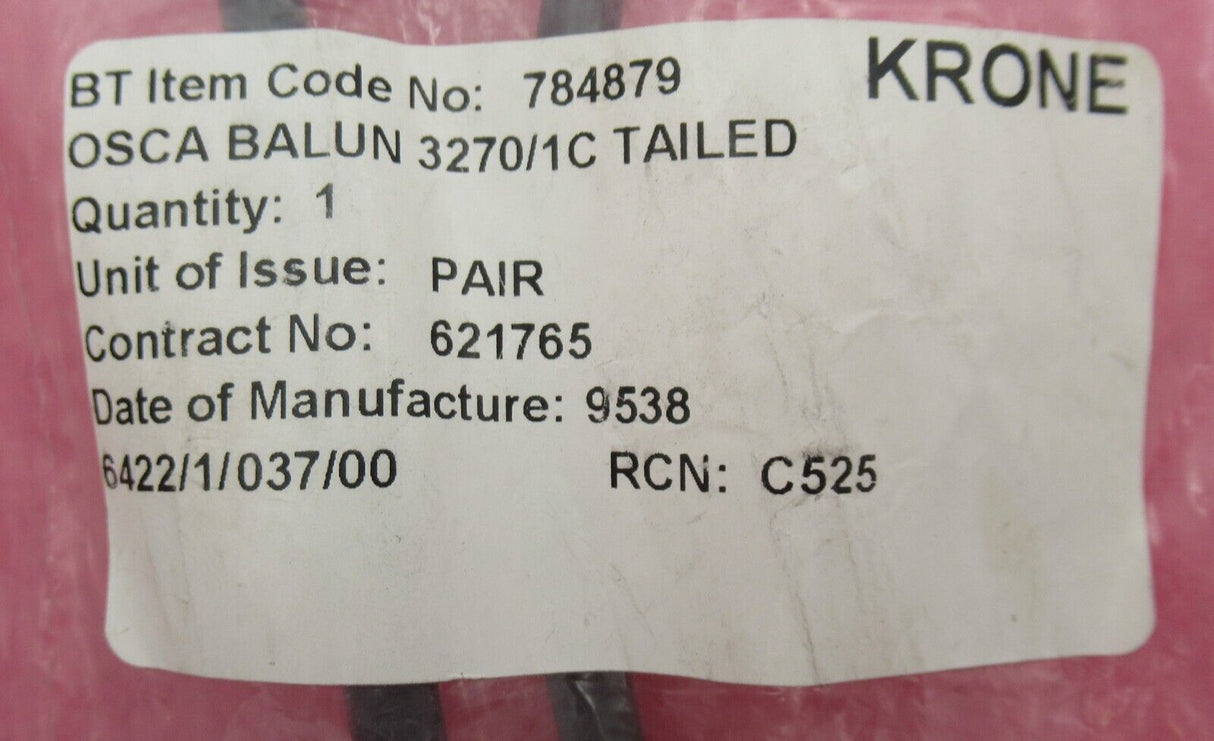 BT Item Code No: 784879 KRONE
OSCA BALUN 3270/1C TAILED
Quantity: 1
Unit of Issue: PAIR
Contract No: 621765
Date of Manufacture: 9538
6422/1/037/00 RCN: C525